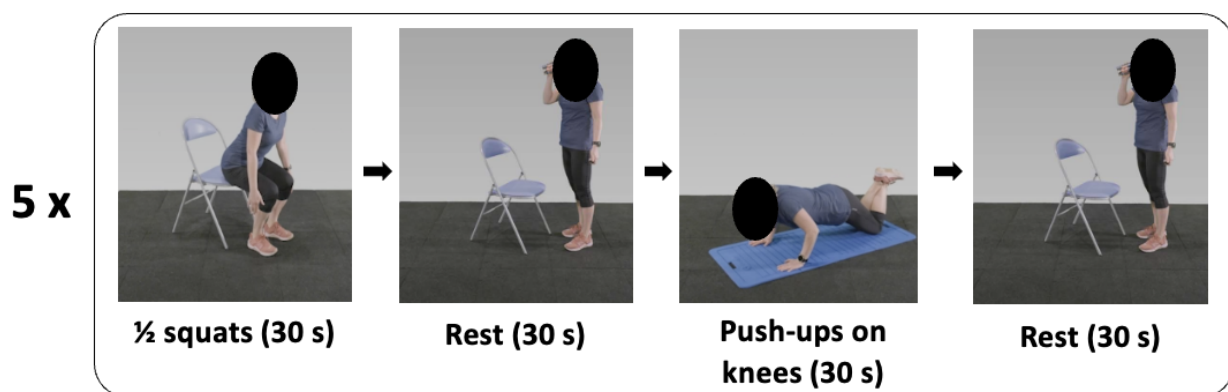 5 x
½ squats (30 s)
Rest (30 s)
Push-ups on
knees (30 s)
Rest (30 s)